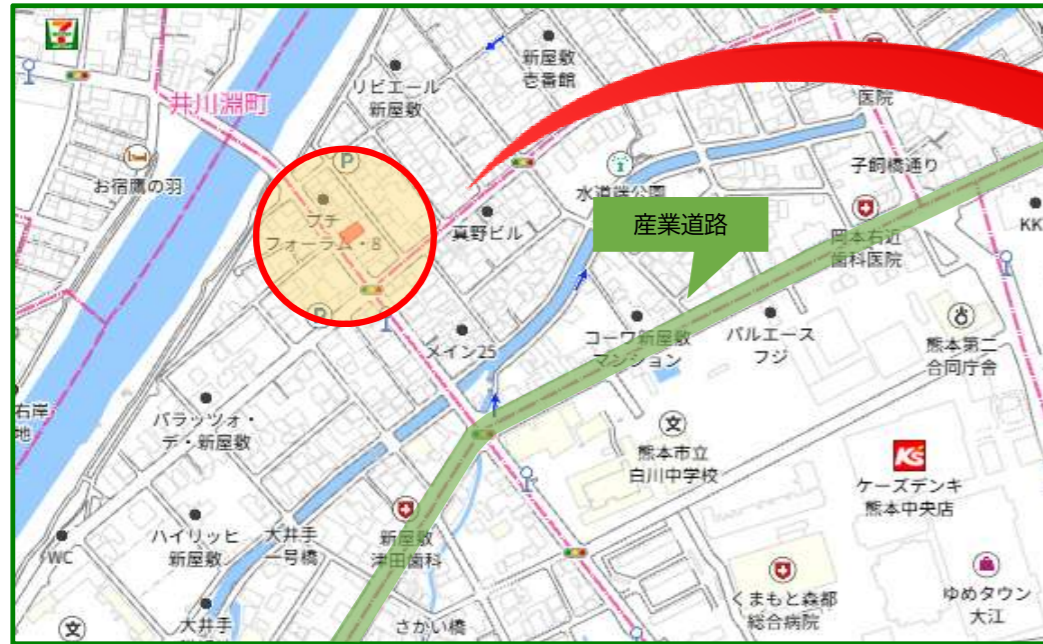 新屋敷
壱番館
リビエール
新屋敷
医院
井川淵町
P
子飼橋通り
お宿鷹の羽
水道端公園
プチ
フォーラム・8
真野ビル
産業道路
KK
岡本右近
歯科医院
P
メイン25
コーワ新屋敷
マンション
パルエース
フジ
熊本第二
合同庁舎
右岸
地
パラッツォ・
デ・新屋敷
文
熊本市立
白川中学校
K's
ケーズデンキ
熊本中央店
ハイリッヒ
新屋敷
大井手
一号橋
新屋敷
津田歯科
WC
くまもと森都
総合病院
ゆめタウン
大江
文
大井手
さかい橋